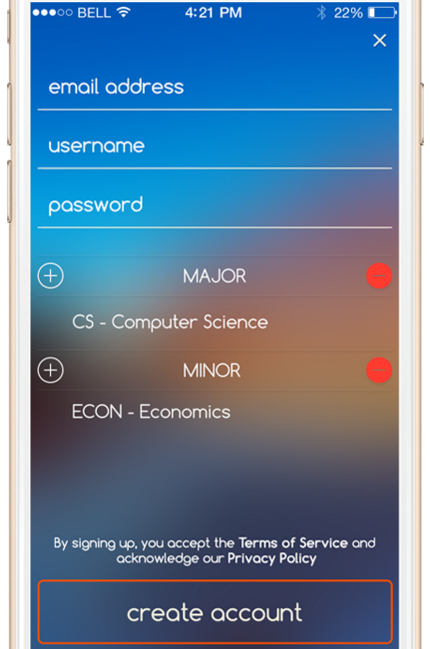 BELL 4:21 PM 22%
×
email address
username
password
MAJOR
CS - Computer Science
MINOR
ECON - Economics
By signing up, you accept the Terms of Service and
acknowledge our Privacy Policy
create account